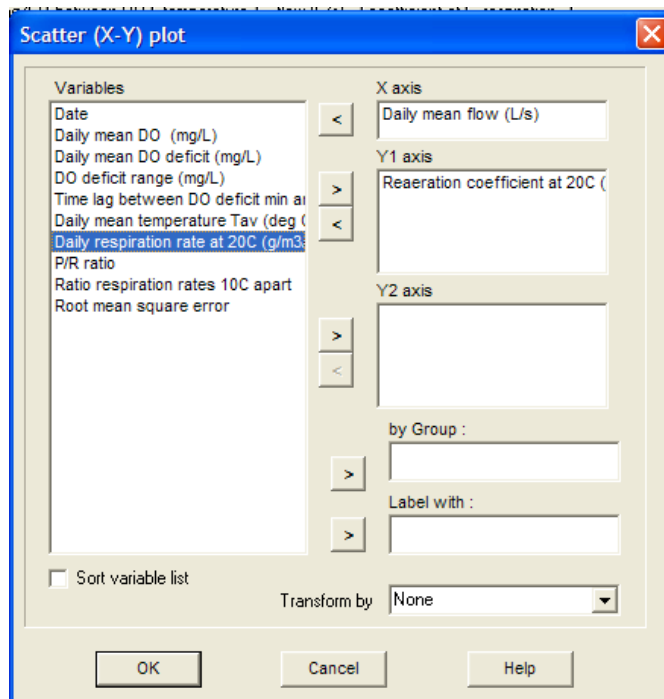 Scatter (X-Y) plot
Variables
Date
Daily mean DO (mg/L)
Daily mean DO deficit (mg/L)
DO deficit range (mg/L)
Time lag between DO deficit min a
Daily mean temperature Tav (deg
Daily respiration rate at 20C (g/m3
P/R ratio
Ratio respiration rates 10C apart
Root mean square error
Sort variable list
<
X axis
Daily mean flow (L/s)
>
<
Y1 axis
Reaeration coefficient at 20C (
>
<
Y2 axis
>
by Group :
>
Label with :
Transform by
None
OK
Cancel
Help